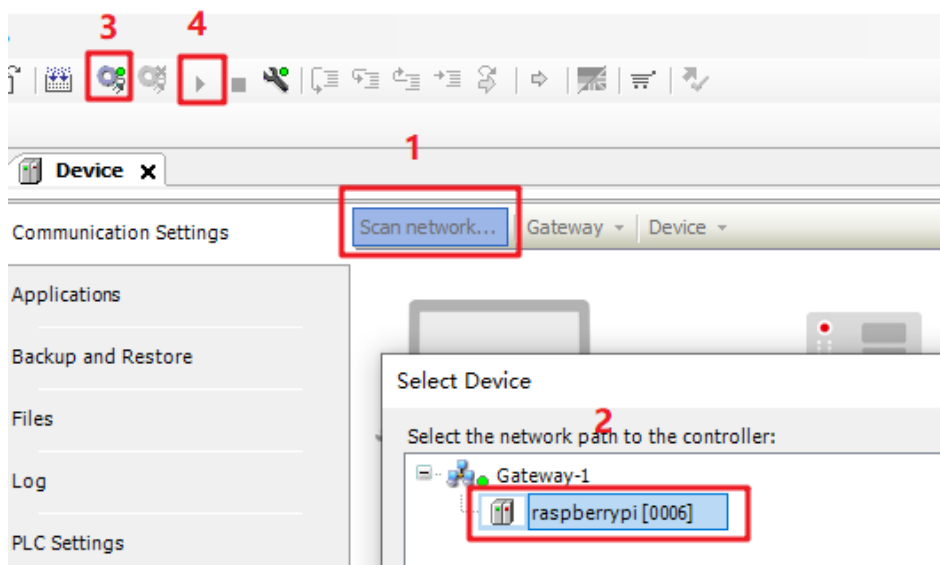 3 4
1
Device
Scan network... Gateway Device
Communication Settings
Applications
Backup and Restore
Files
Log
PLC Settings
Select Device
2
Select the network path to the controller:
Gateway-1
raspberrypi [0006]